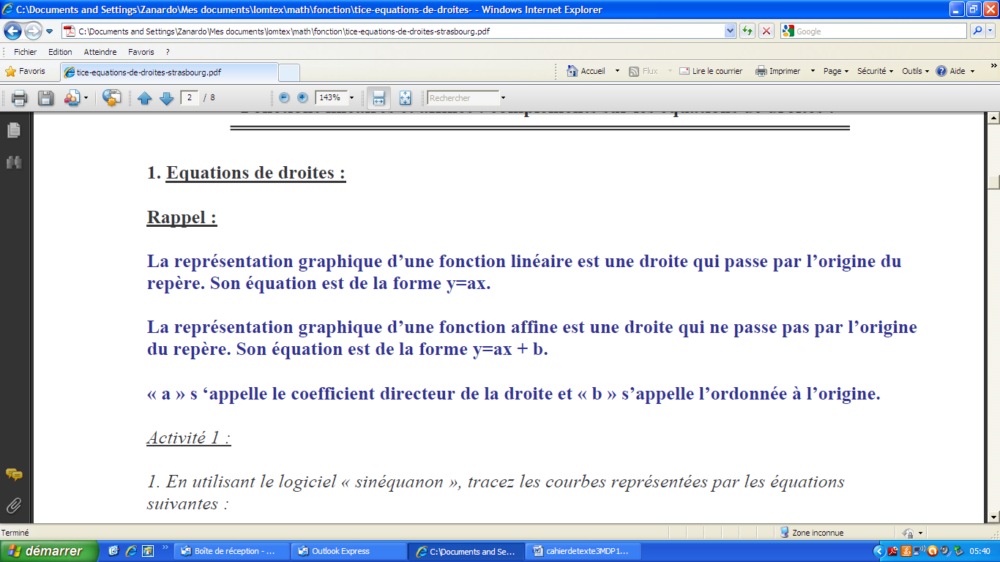 C:\Documents and Settings\Zanardo\Mes documents\lomtex\math\fonction\tice-equations-de-droites- - Windows Internet Explorer
C:\Documents and Settings\Zanardo\Mes documents\lomtex\math\fonction\tice-equations-de-droites-strasbourg.pdf
Google
Fichier Edition Atteindre Favoris ?
Favoris
tice-equations-de-droites-strasbourg.pdf
Accueil Flux Lire le courrier Imprimer Page Sécurité Outils Aide »
2 / 8 143% Rechercher
1. Equations de droites :
Rappel :
La représentation graphique d’une fonction linéaire est une droite qui passe par l’origine du
repère. Son équation est de la forme y=ax.
La représentation graphique d’une fonction affine est une droite qui ne passe pas par l’origine
du repère. Son équation est de la forme y=ax + b.
« a » s ‘appelle le coefficient directeur de la droite et « b » s’appelle l’ordonnée à l’origine.
Activité 1 :
1. En utilisant le logiciel « sinéquanon », tracez les courbes représentées par les équations
suivantes :
Terminé
Zone inconnue
démarrer » Boîte de réception - ... Outlook Express C:\Documents and Se... cahierdetexte3MDP1... 05:40